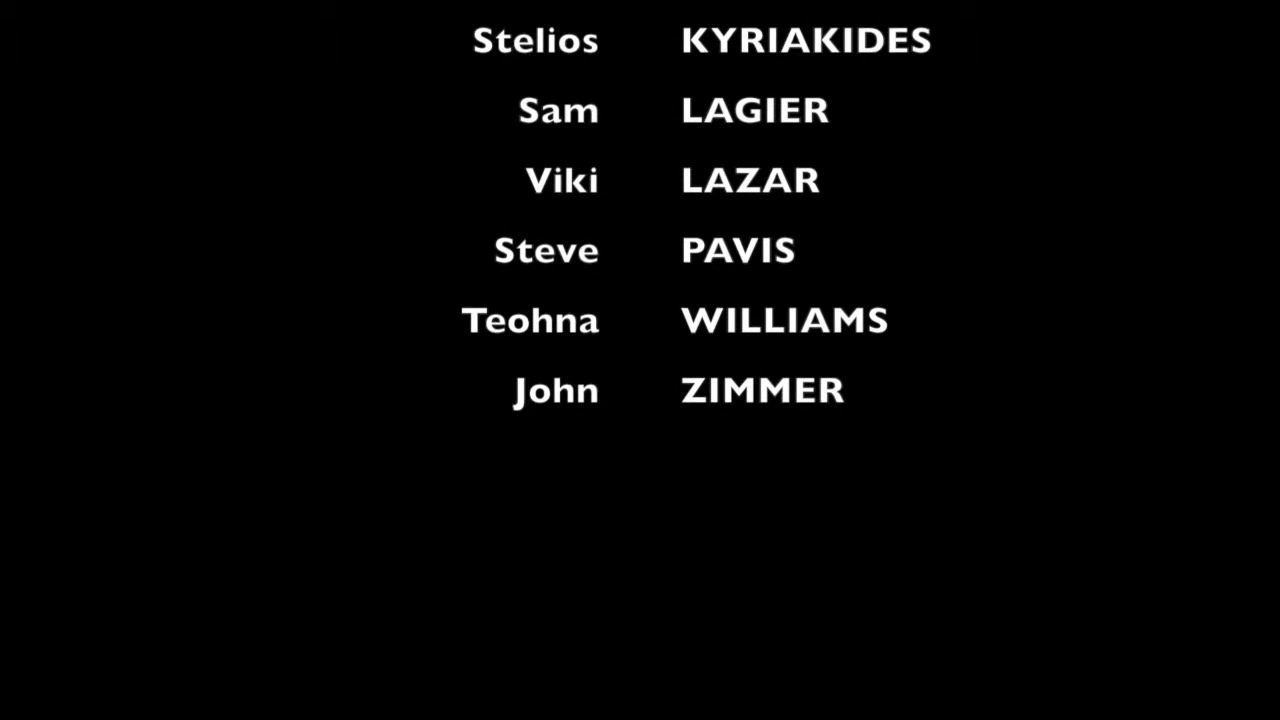 Stelios KYRIAKIDES
Sam LAGIER
Viki LAZAR
Steve PAVIS
Teohna WILLIAMS
John ZIMMER